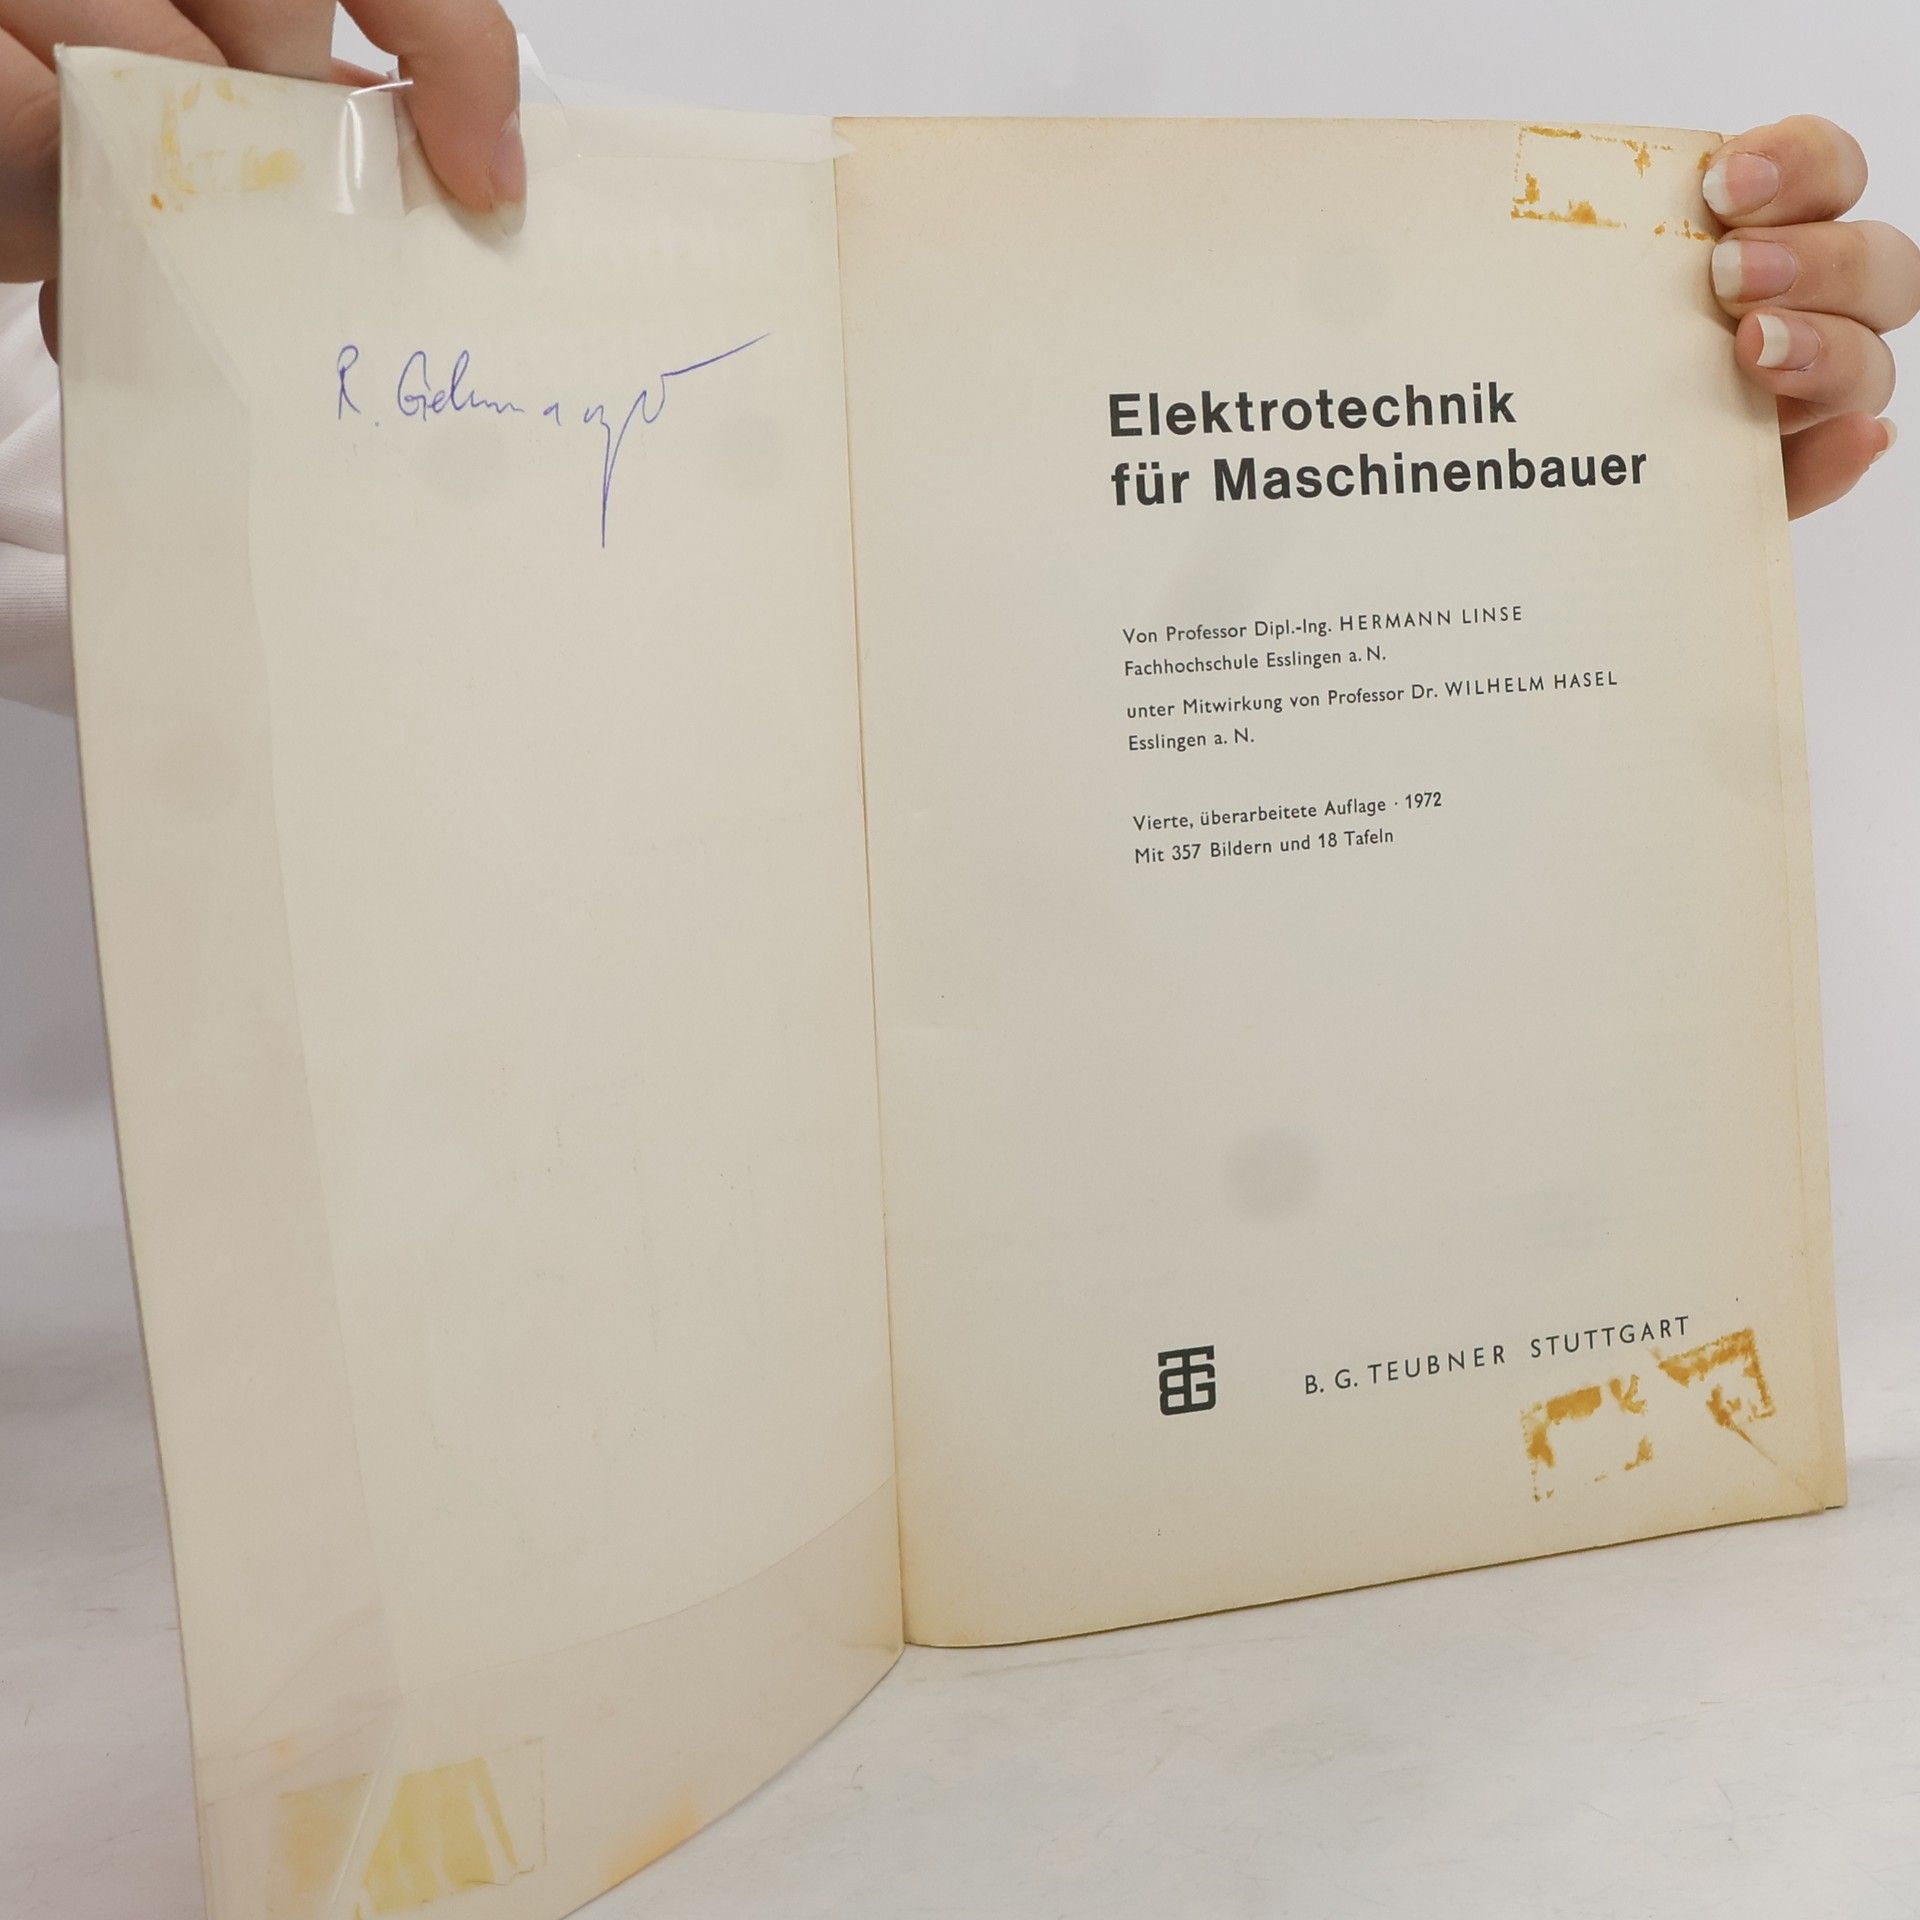 R. Gehmayr
Elektrotechnik
für Maschinenbauer
Von Professor Dipl.-Ing. HERMANN LINSE
Fachhochschule Esslingen a. N.
unter Mitwirkung von Professor Dr. WILHELM HASEL
Esslingen a. N.
Vierte, überarbeitete Auflage · 1972
Mit 357 Bildern und 18 Tafeln
B. G. TEUBNER STUTTGART